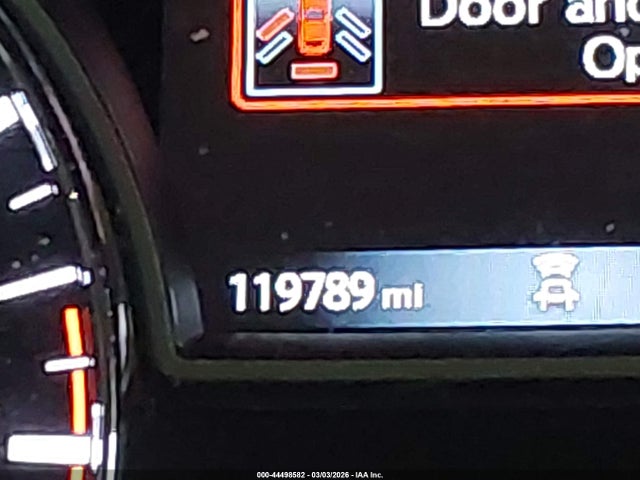 Door and
Op
119789 mi
000-44498582 - 03/03/2026 - IAA Inc.